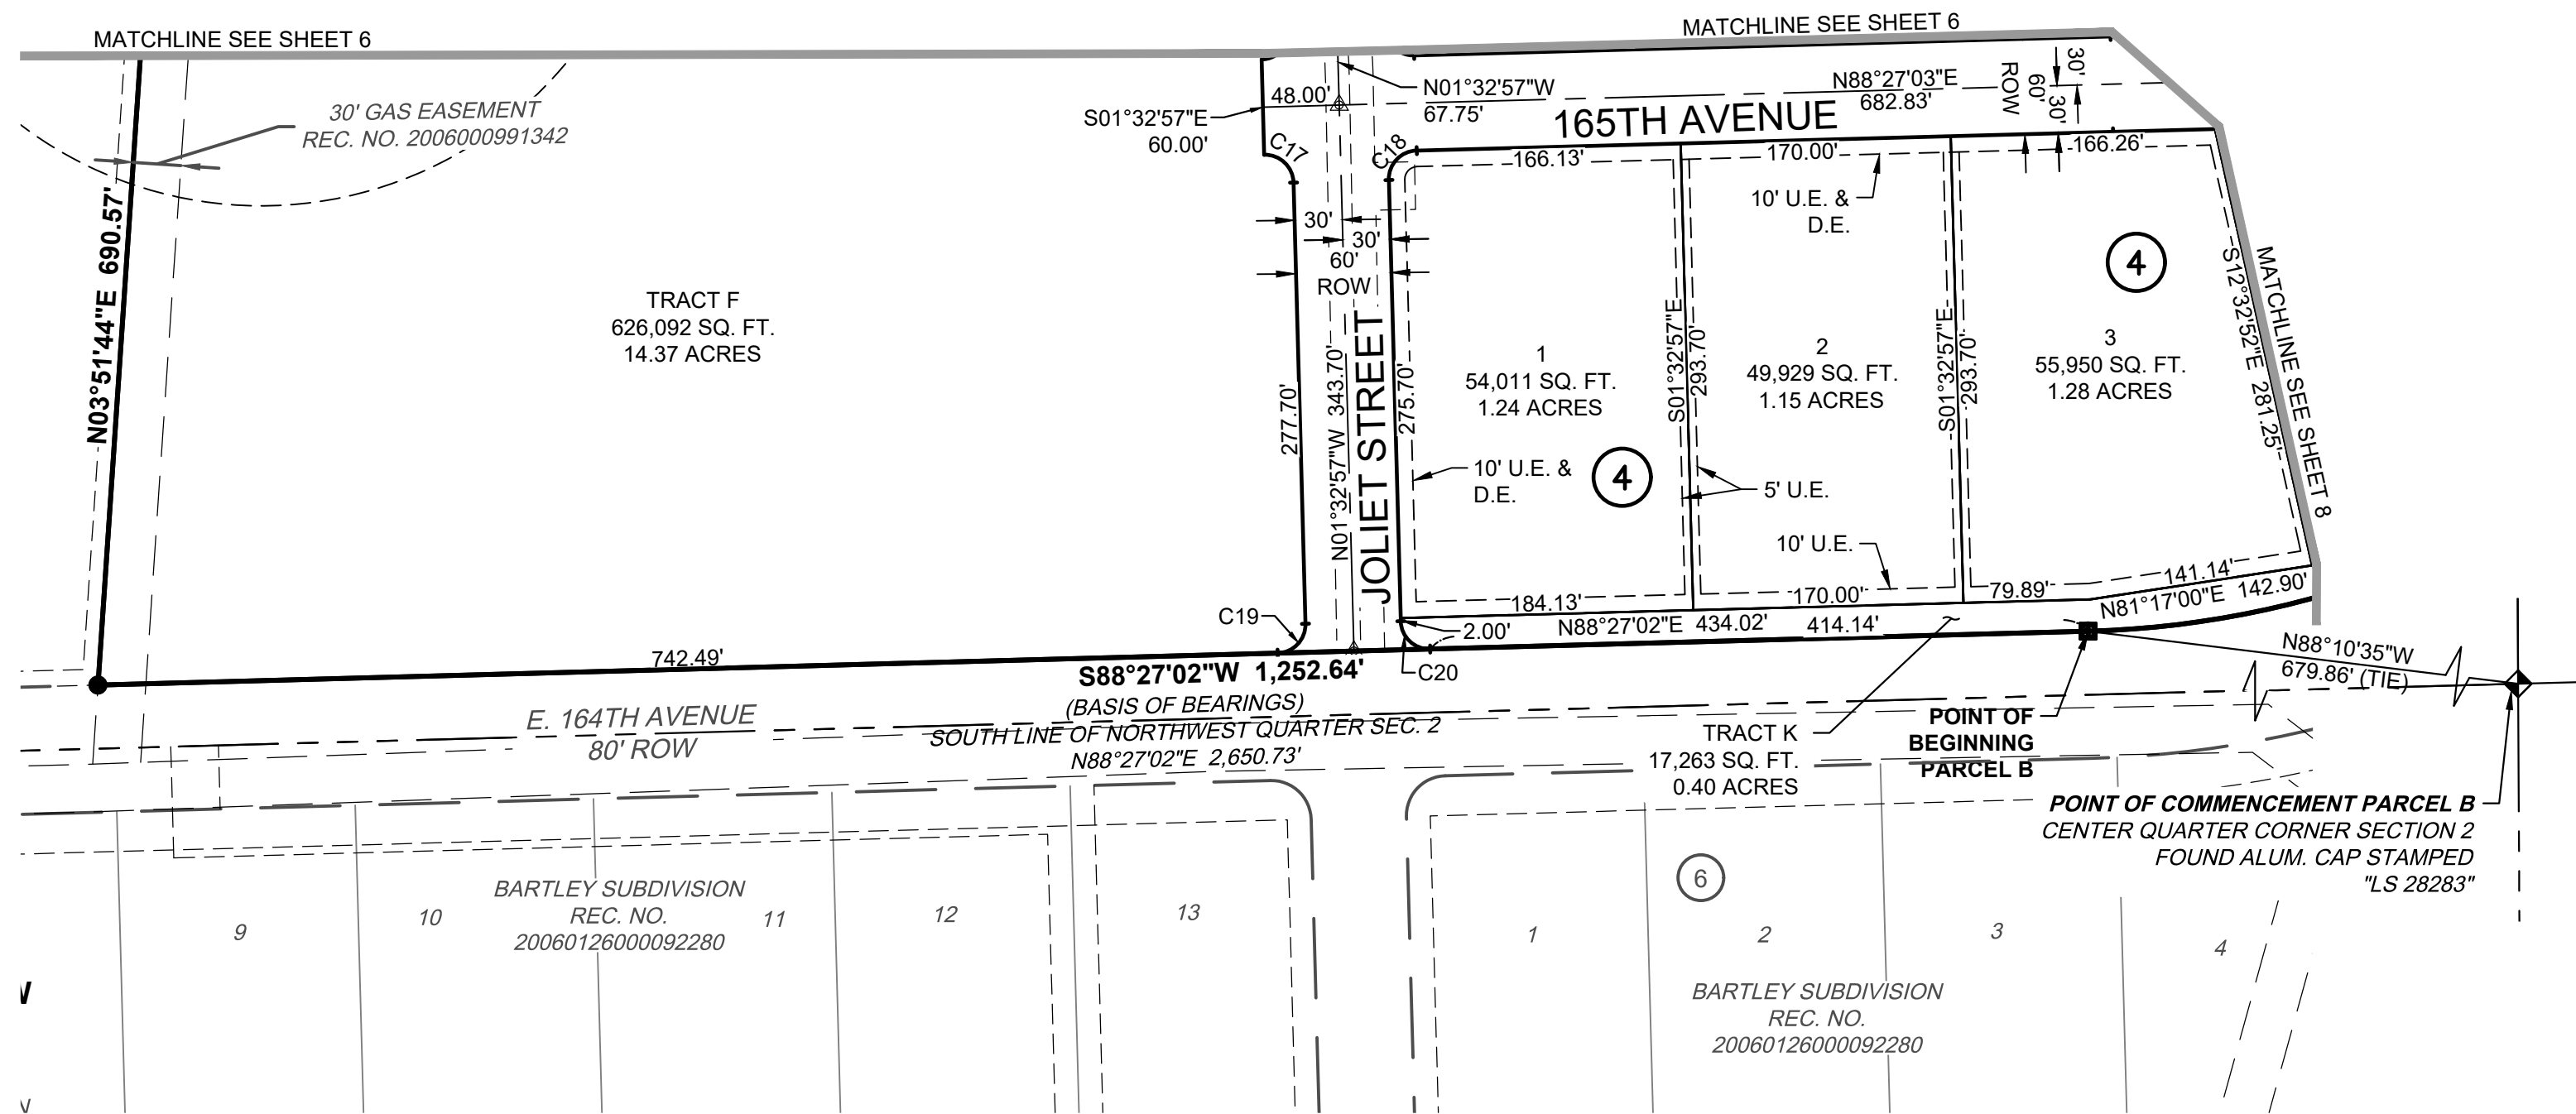 MATCHLINE SEE SHEET 6
MATCHLINE SEE SHEET 6
30' GAS EASEMENT
REC. NO. 2006000991342
N03°51'44"E 690.57'
TRACT F
626,092 SQ. FT.
14.37 ACRES
S01°32'57"E
60.00'
48.00'
N01°32'57"W
67.75'
N88°27'03"E
682.83'
165TH AVENUE
30'
60'
ROW
30'
C17
C18
166.13'
170.00'
166.26'
10' U.E. &
D.E.
30'
30'
60'
ROW
JOLIET STREET
N01°32'57"W 343.70'
277.70'
275.70'
1
54,011 SQ. FT.
1.24 ACRES
4
10' U.E. &
D.E.
S01°32'57"E
293.70'
2
49,929 SQ. FT.
1.15 ACRES
5' U.E.
10' U.E.
S01°32'57"E
293.70'
4
3
55,950 SQ. FT.
1.28 ACRES
S12°32'52"E 281.25'
MATCHLINE SEE SHEET 8
184.13'
170.00'
79.89'
141.14'
N81°17'00"E 142.90'
C19
2.00'
N88°27'02"E 434.02'
414.14'
C20
742.49'
S88°27'02"W 1,252.64'
(BASIS OF BEARINGS)
SOUTH LINE OF NORTHWEST QUARTER SEC. 2
N88°27'02"E 2,650.73'
E. 164TH AVENUE
80' ROW
N88°10'35"W
679.86' (TIE)
TRACT K
17,263 SQ. FT.
0.40 ACRES
POINT OF
BEGINNING
PARCEL B
POINT OF COMMENCEMENT PARCEL B
CENTER QUARTER CORNER SECTION 2
FOUND ALUM. CAP STAMPED
"LS 28283"
9
10
BARTLEY SUBDIVISION
REC. NO.
20060126000092280
11
12
13
1
6
2
3
4
BARTLEY SUBDIVISION
REC. NO.
20060126000092280